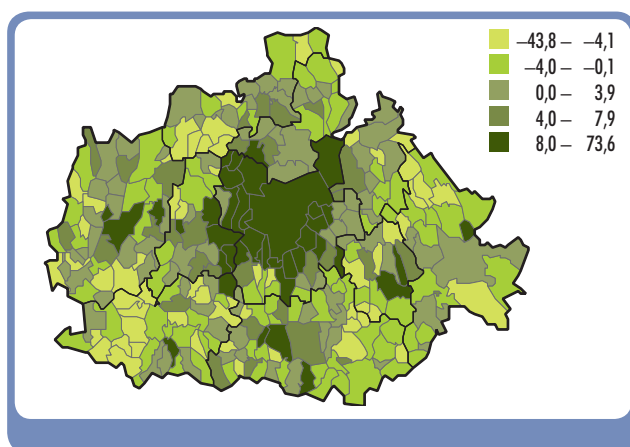 –43,8 – –4,1
–4,0 – –0,1
0,0 – 3,9
4,0 – 7,9
8,0 – 73,6